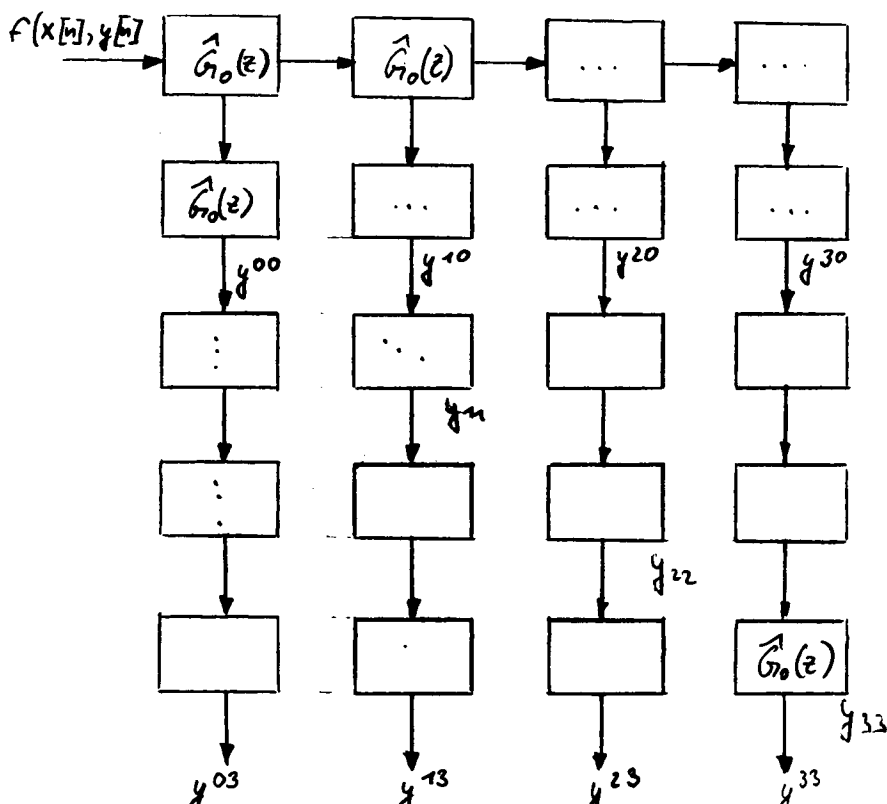 f(x[n],y[n]
Ĝ₀(z) Ĝ₀(z) ... ...
Ĝ₀(z) ... ... ...
y⁰⁰ y¹⁰ y²⁰ y³⁰
y₁₁
y₂₂
Ĝ₀(z)
y₃₃
y⁰³ y¹³ y²³ y³³